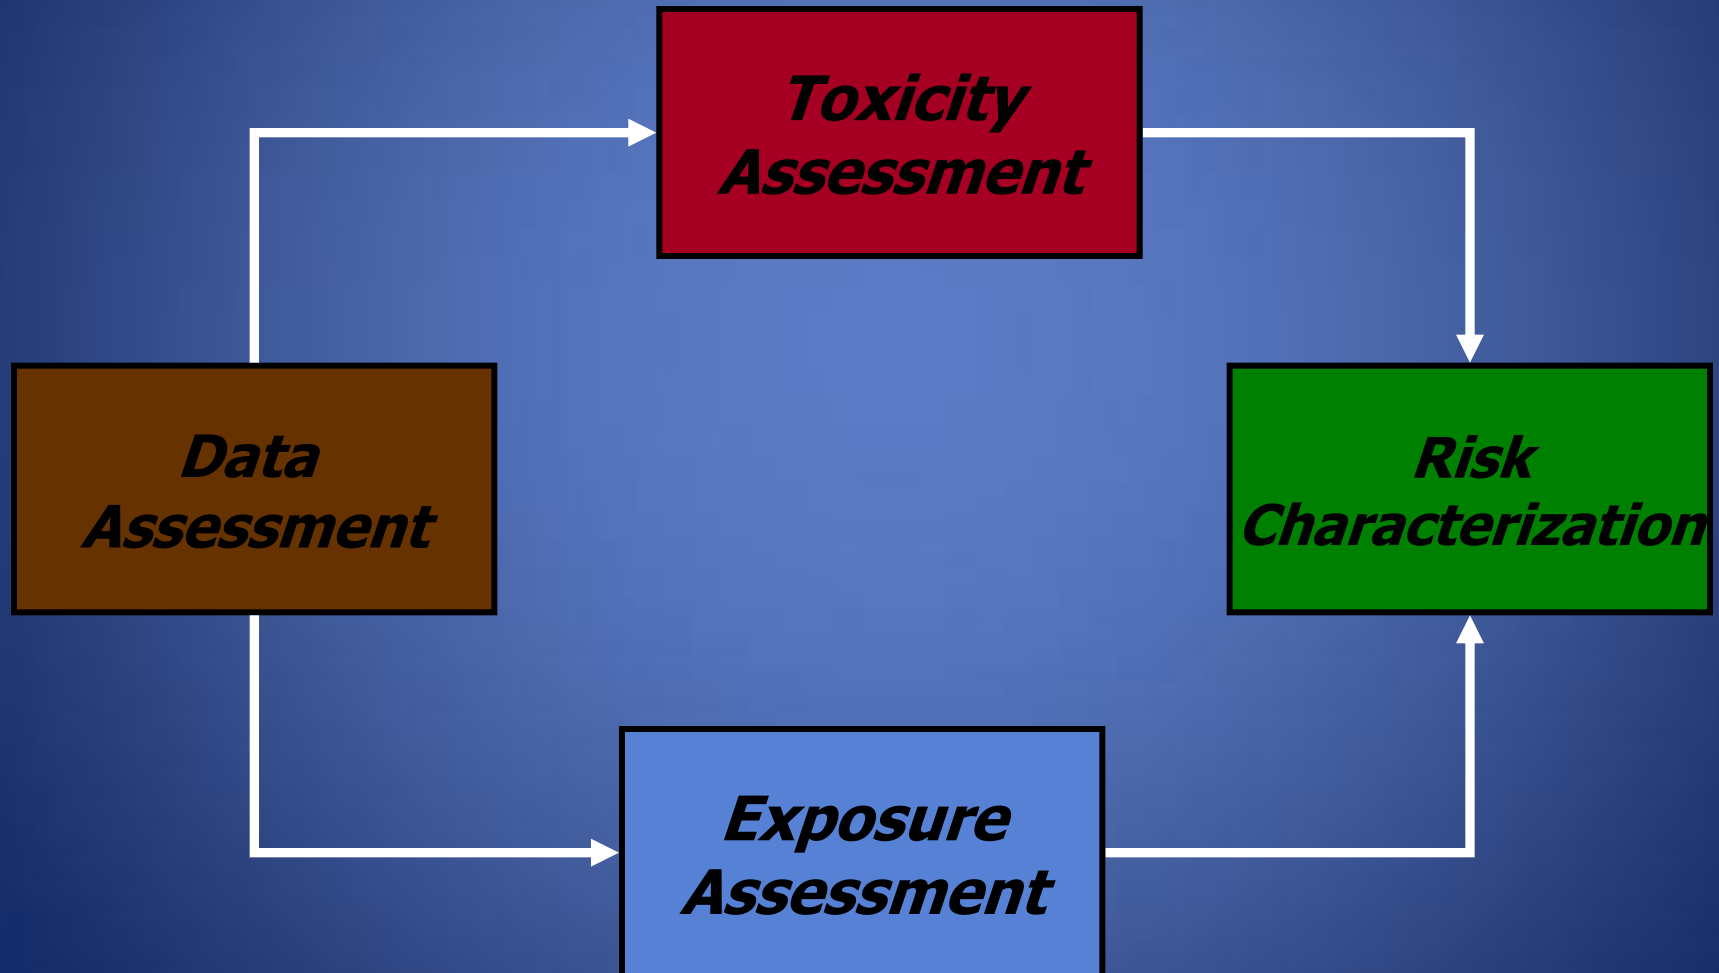 Toxicity
Assessment
Data
Assessment
Risk
Characterization
Exposure
Assessment